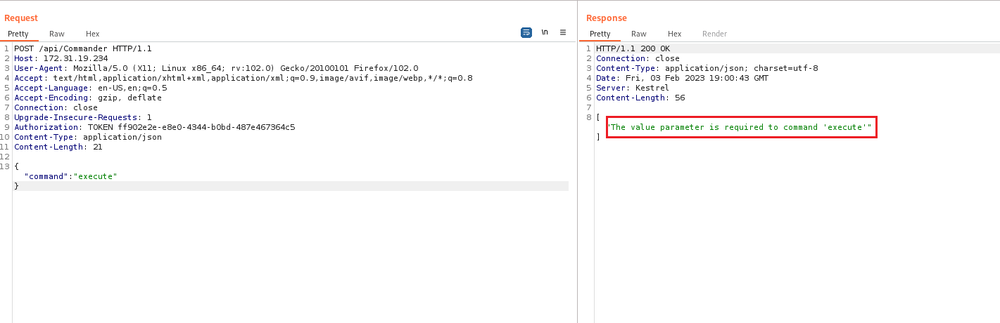 Request
Pretty Raw Hex \n
1 POST /api/Commander HTTP/1.1
2 Host: 172.31.19.234
3 User-Agent: Mozilla/5.0 (X11; Linux x86_64; rv:102.0) Gecko/20100101 Firefox/102.0
4 Accept: text/html,application/xhtml+xml,application/xml;q=0.9,image/avif,image/webp,*/*;q=0.8
5 Accept-Language: en-US,en;q=0.5
6 Accept-Encoding: gzip, deflate
7 Connection: close
8 Upgrade-Insecure-Requests: 1
9 Authorization: TOKEN ff902e2e-e8e0-4344-b0bd-487e467364c5
10 Content-Type: application/json
11 Content-Length: 21
12
13 {
"command":"execute"
}
Response
Pretty Raw Hex Render
1 HTTP/1.1 200 OK
2 Connection: close
3 Content-Type: application/json; charset=utf-8
4 Date: Fri, 03 Feb 2023 19:00:43 GMT
5 Server: Kestrel
6 Content-Length: 56
7
8 [
"The value parameter is required to command 'execute'"
]